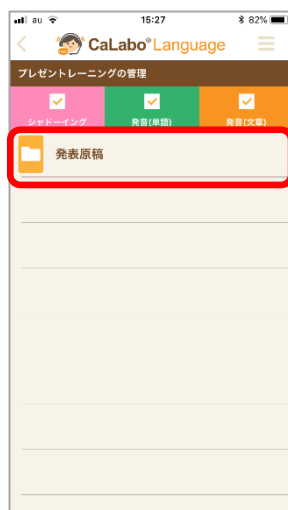 au 15:27 82%
CaLabo® Language
プレゼントレーニングの管理
シャドーイング 発音(単語) 発音(文章)
発表原稿